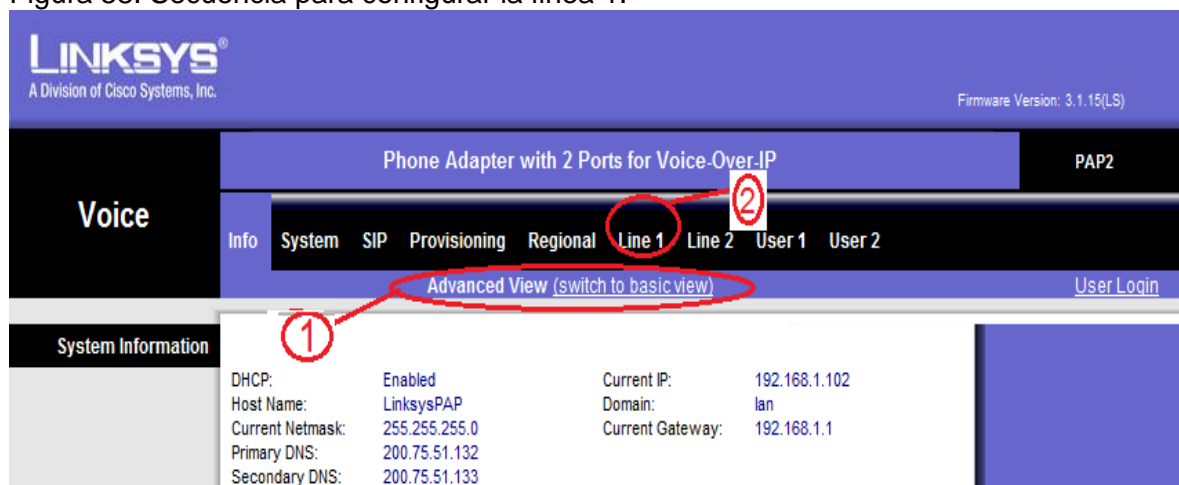 LINKSYS®
A Division of Cisco Systems, Inc.
Firmware Version: 3.1.15(LS)
Phone Adapter with 2 Ports for Voice-Over-IP
PAP2
Voice
2
Info System SIP Provisioning Regional Line 1 Line 2 User 1 User 2
Advanced View (switch to basic view)
User Login
1
System Information
DHCP: Enabled Current IP: 192.168.1.102
Host Name: LinksysPAP Domain: lan
Current Netmask: 255.255.255.0 Current Gateway: 192.168.1.1
Primary DNS: 200.75.51.132
Secondary DNS: 200.75.51.133